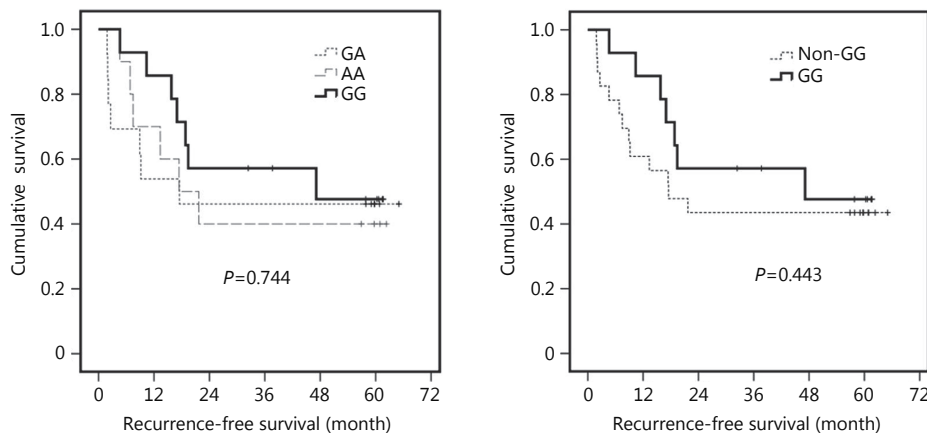 1.0
0.8
0.6
0.4
0.2
0
Cumulative survival
GA
AA
GG
P=0.744
0 12 24 36 48 60 72
Recurrence-free survival (month)
1.0
0.8
0.6
0.4
0.2
0
Cumulative survival
Non-GG
GG
P=0.443
0 12 24 36 48 60 72
Recurrence-free survival (month)